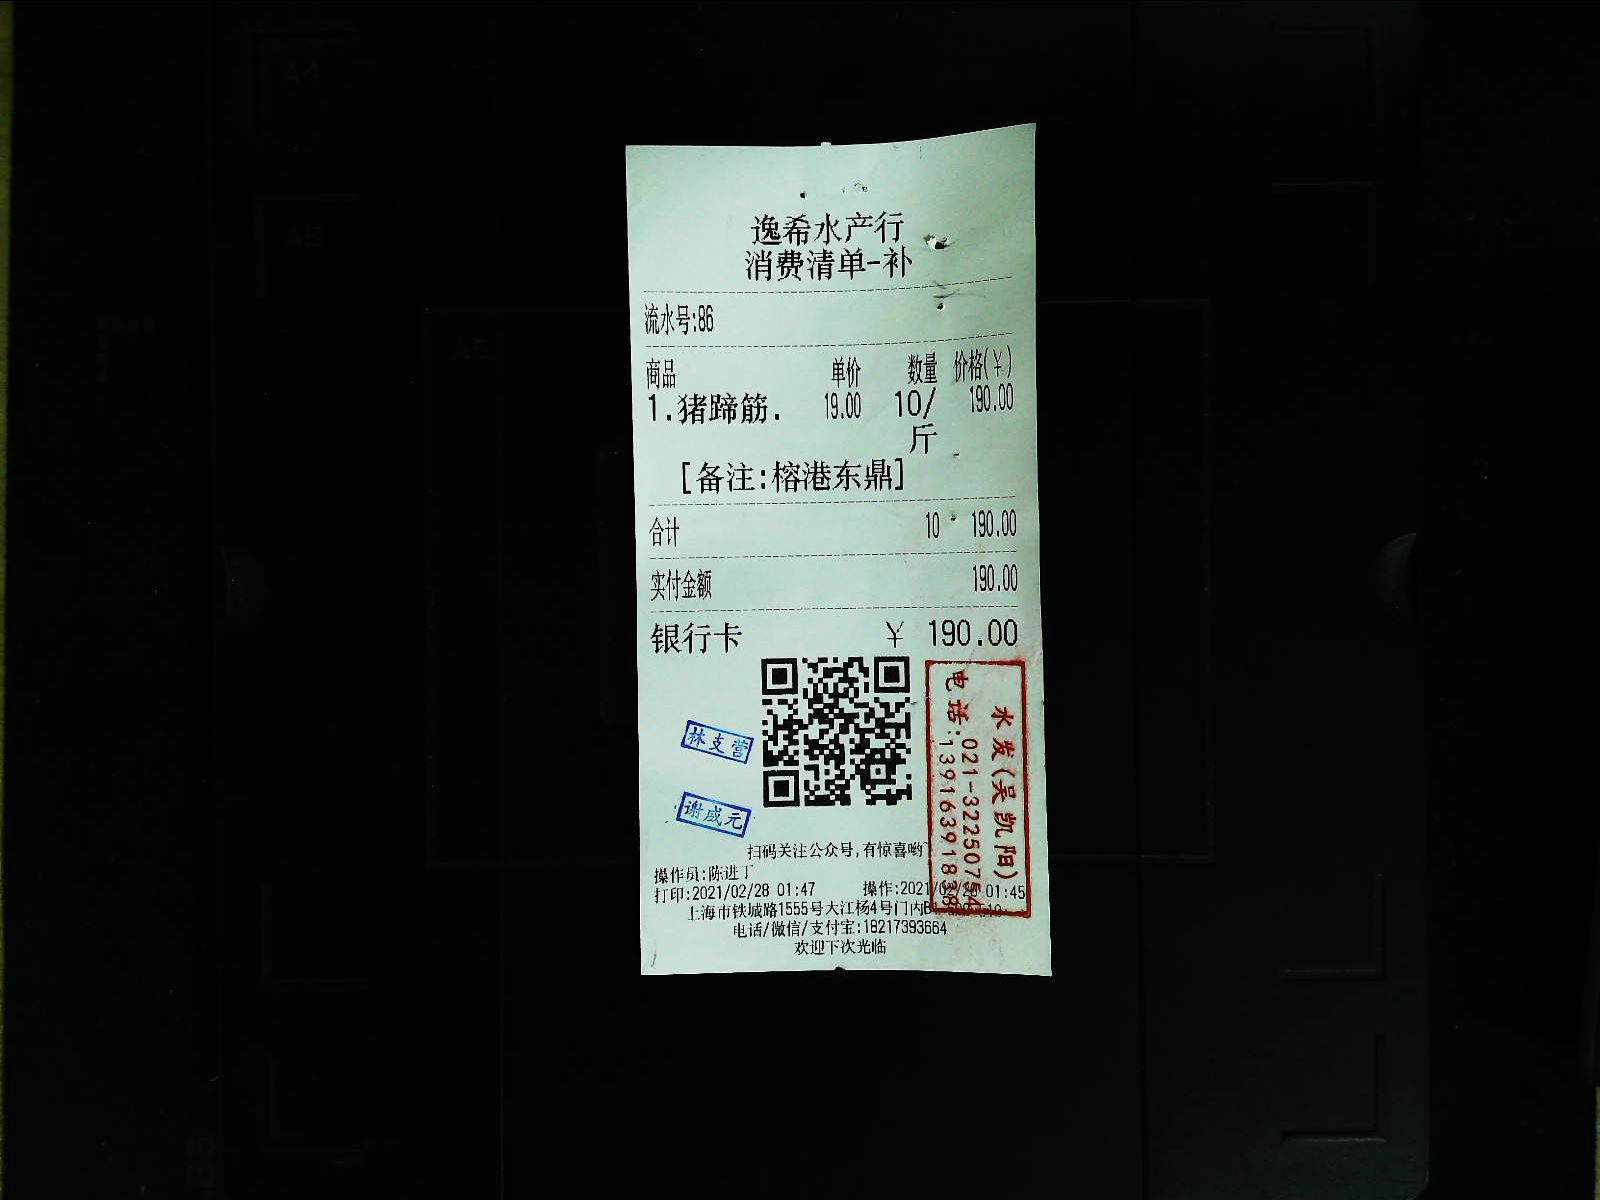 逸希水产行
消费清单-补
流水号:86
商品 单价 数量 价格(￥)
1.猪蹄筋. 19.00 10/斤 190.00
[备注:榕港东鼎]
合计 10 190.00
实付金额 190.00
银行卡 ￥ 190.00
林支营
谢成元
水发(吴凯阳)
电话:021-32250754
13916391838
扫码关注公众号,有惊喜哟~
操作员:陈进丁
打印:2021/02/28 01:47 操作:2021/02/28 01:45
上海市铁城路1555号大江杨4号门内B1
电话/微信/支付宝:18217393664
欢迎下次光临